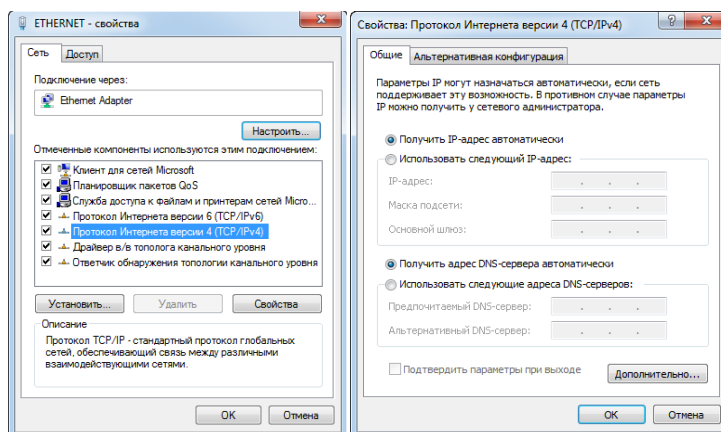 ETHERNET - свойства
Сеть
Доступ
Подключение через:
Ethernet Adapter
Настроить...
Отмеченные компоненты используются этим подключением:
Клиент для сетей Microsoft
Планировщик пакетов QoS
Служба доступа к файлам и принтерам сетей Micro...
Протокол Интернета версии 6 (TCP/IPv6)
Протокол Интернета версии 4 (TCP/IPv4)
Драйвер в/в тополога канального уровня
Ответчик обнаружения топологии канального уровня
Установить...
Удалить
Свойства
Описание
Протокол TCP/IP - стандартный протокол глобальных
сетей, обеспечивающий связь между различными
взаимодействующими сетями.
OK
Отмена
Свойства: Протокол Интернета версии 4 (TCP/IPv4)
Общие
Альтернативная конфигурация
Параметры IP могут назначаться автоматически, если сеть
поддерживает эту возможность. В противном случае параметры
IP можно получить у сетевого администратора.
Получить IP-адрес автоматически
Использовать следующий IP-адрес:
IP-адрес:
Маска подсети:
Основной шлюз:
Получить адрес DNS-сервера автоматически
Использовать следующие адреса DNS-серверов:
Предпочитаемый DNS-сервер:
Альтернативный DNS-сервер:
Подтвердить параметры при выходе
Дополнительно...
OK
Отмена